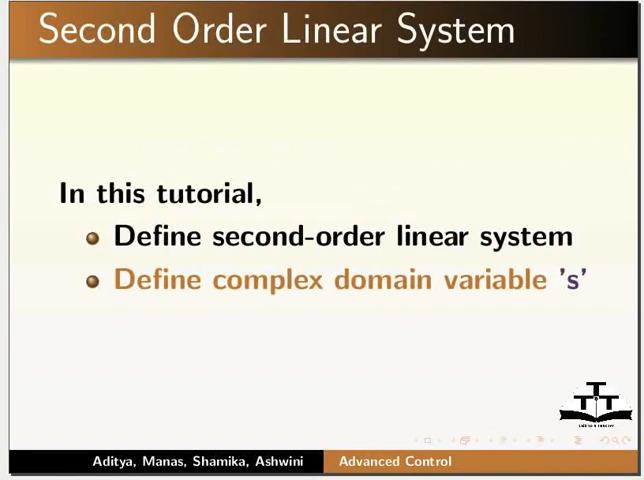 Second Order Linear System
In this tutorial,
Define second-order linear system
Define complex domain variable 's'
TTT
Aditya, Manas, Shamika, Ashwini
Advanced Control